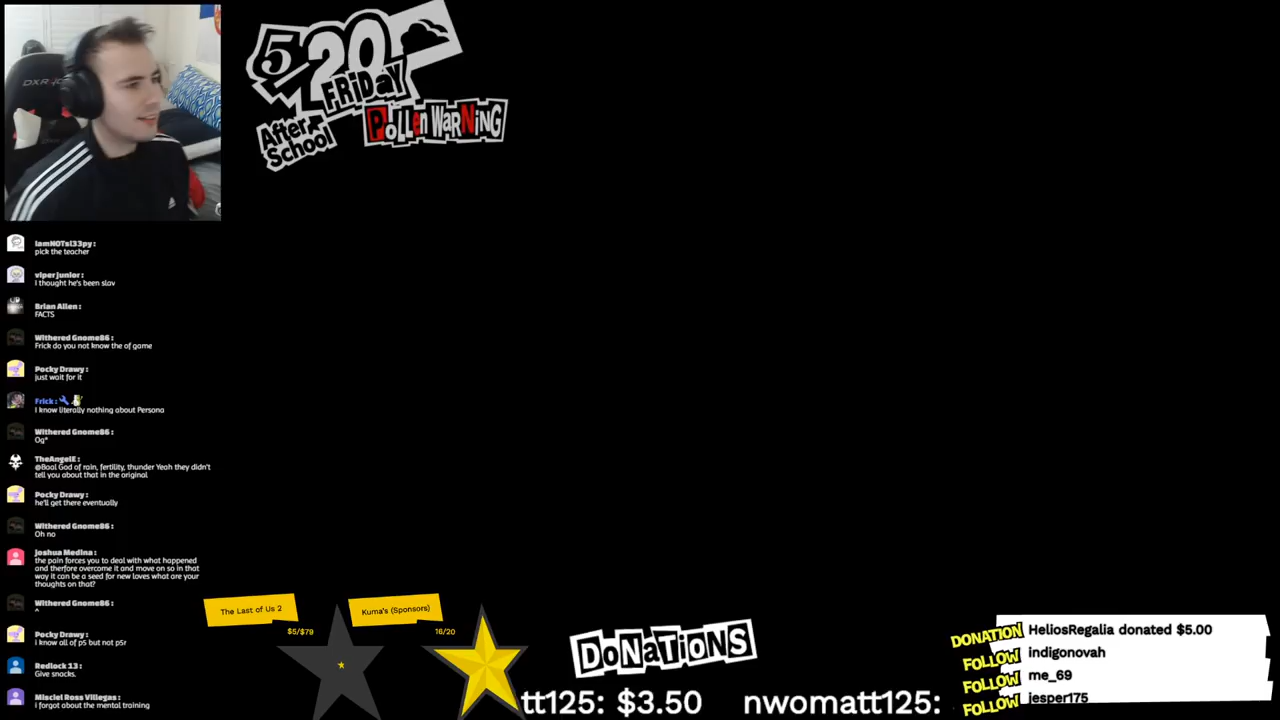 5/20
FRiDaY
After School
Pollen WarNiNG
DXR
IamN0Tsl33py :
pick the teacher
viper junior :
I thought he's been slav
Brian Allen :
FACTS
Withered Gnome86 :
Frick do you not know the of game
Pocky Drawy :
just wait for it
Frick :
I know literally nothing about Persona
Withered Gnome86 :
Og*
TheAngelE :
@Baal God of rain, fertility, thunder Yeah they didn't
tell you about that in the original
Pocky Drawy :
he'll get there eventually
Withered Gnome86 :
Oh no
Joshua Medina :
the pain forces you to deal with what happened
and therfore overcome it and move on so in that
way it can be a seed for new loves what are your
thoughts on that?
Withered Gnome86 :
^
Pocky Drawy :
I know all of p5 but not p5r
Redlock 13 :
Give snacks.
Misciel Ross Villegas :
I forgot about the mental training
The Last of Us 2
$5/$79
Kuma's (Sponsors)
16/20
DoNaTioNS
tt125: $3.50 nwomatt125:
DONATION HeliosRegalia donated $5.00
FOLLOW indigonovah
FOLLOW me_69
FOLLOW jesper175